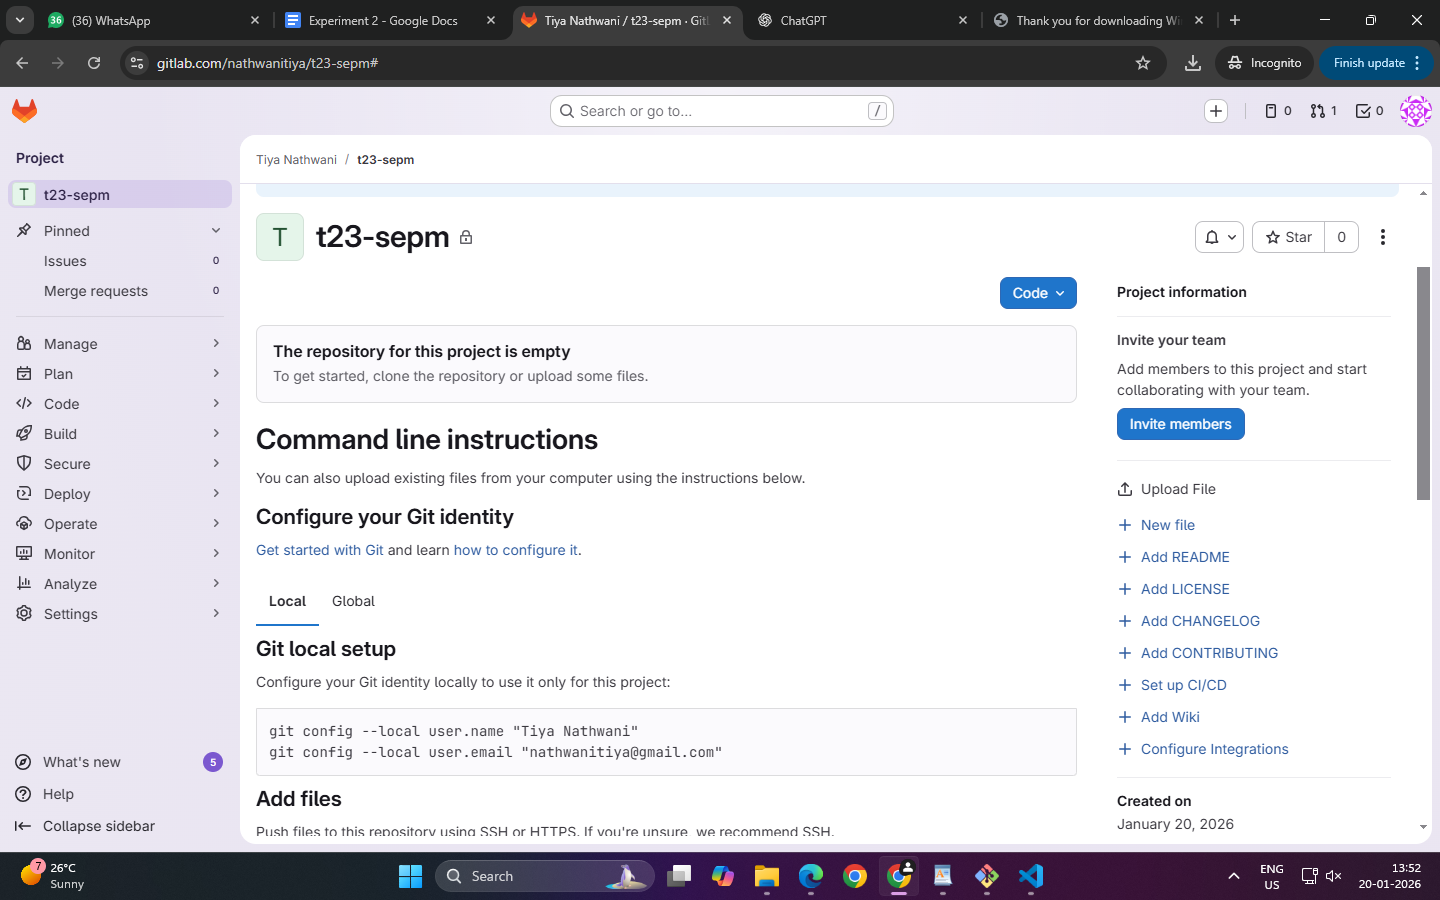 (36) WhatsApp
Experiment 2 - Google Docs
Tiya Nathwani / t23-sepm · Gitl
ChatGPT
Thank you for downloading Wi
gitlab.com/nathwanitiya/t23-sepm#
Incognito
Finish update
Search or go to...
/
0
1
0
Project
T t23-sepm
Pinned
Issues 0
Merge requests 0
Manage
Plan
Code
Build
Secure
Deploy
Operate
Monitor
Analyze
Settings
What's new 5
Help
Collapse sidebar
Tiya Nathwani / t23-sepm
T t23-sepm
Star 0
Code
The repository for this project is empty
To get started, clone the repository or upload some files.
Command line instructions
You can also upload existing files from your computer using the instructions below.
Configure your Git identity
Get started with Git and learn how to configure it.
Local Global
Git local setup
Configure your Git identity locally to use it only for this project:
git config --local user.name "Tiya Nathwani"
git config --local user.email "nathwanitiya@gmail.com"
Add files
Push files to this repository using SSH or HTTPS. If you're unsure, we recommend SSH.
Project information
Invite your team
Add members to this project and start
collaborating with your team.
Invite members
Upload File
New file
Add README
Add LICENSE
Add CHANGELOG
Add CONTRIBUTING
Set up CI/CD
Add Wiki
Configure Integrations
Created on
January 20, 2026
7
26°C
Sunny
Search
ENG
US
13:52
20-01-2026